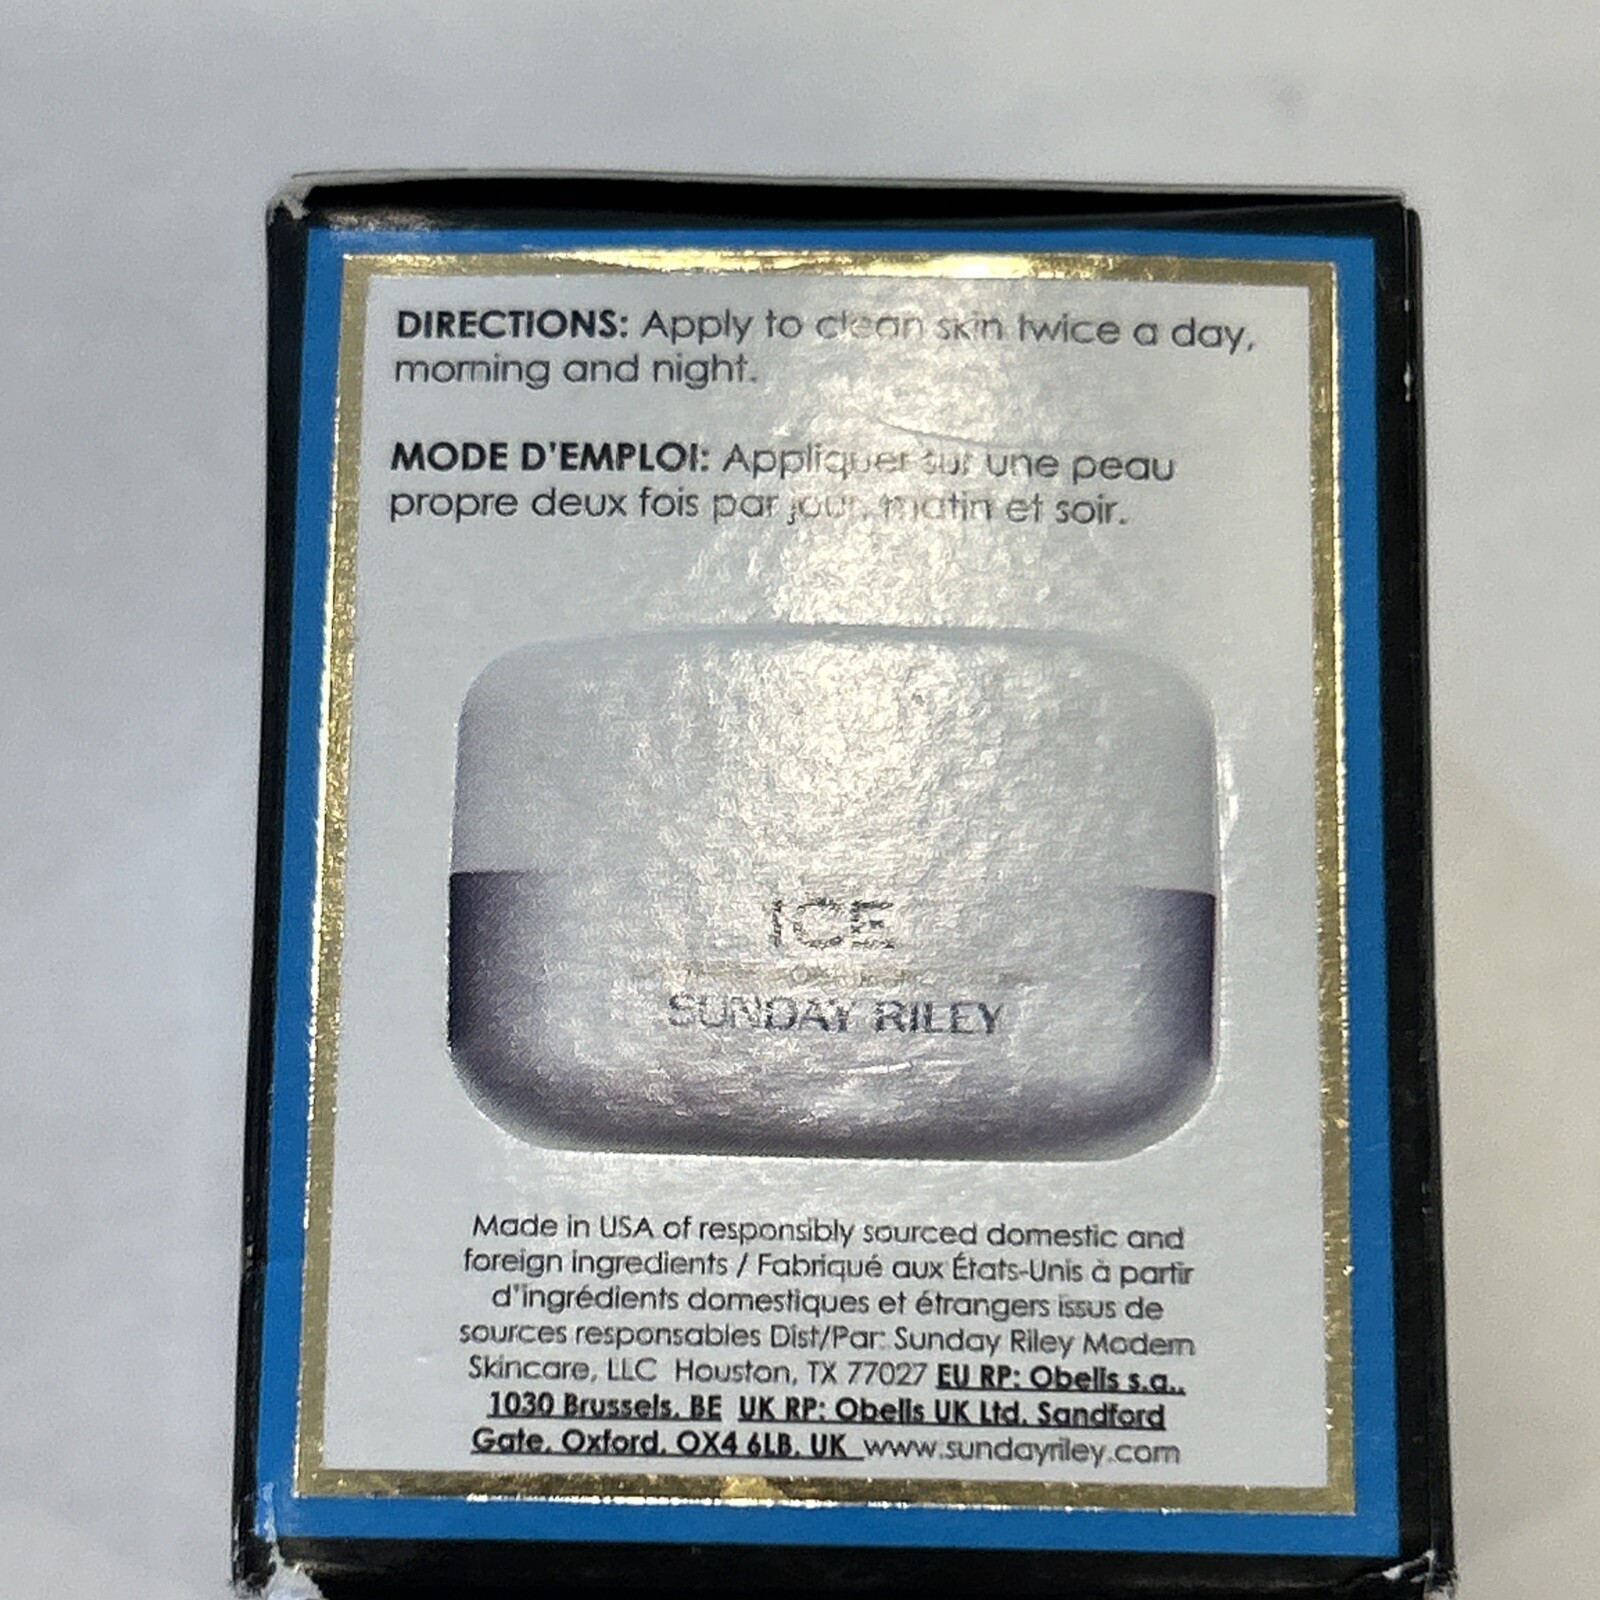 DIRECTIONS: Apply to clean skin twice a day,
morning and night.
MODE D'EMPLOI: Appliquer sur une peau
propre deux fois par jour, matin et soir.
ICE
SUNDAY RILEY
Made in USA of responsibly sourced domestic and
foreign ingredients / Fabriqué aux États-Unis à partir
d'ingrédients domestiques et étrangers issus de
sources responsables Dist/Par: Sunday Riley Modern
Skincare, LLC Houston, TX 77027 EU RP: Obelis s.a.,
1030 Brussels, BE UK RP: Obelis UK Ltd, Sandford
Gate, Oxford, OX4 6LB, UK www.sundayriley.com